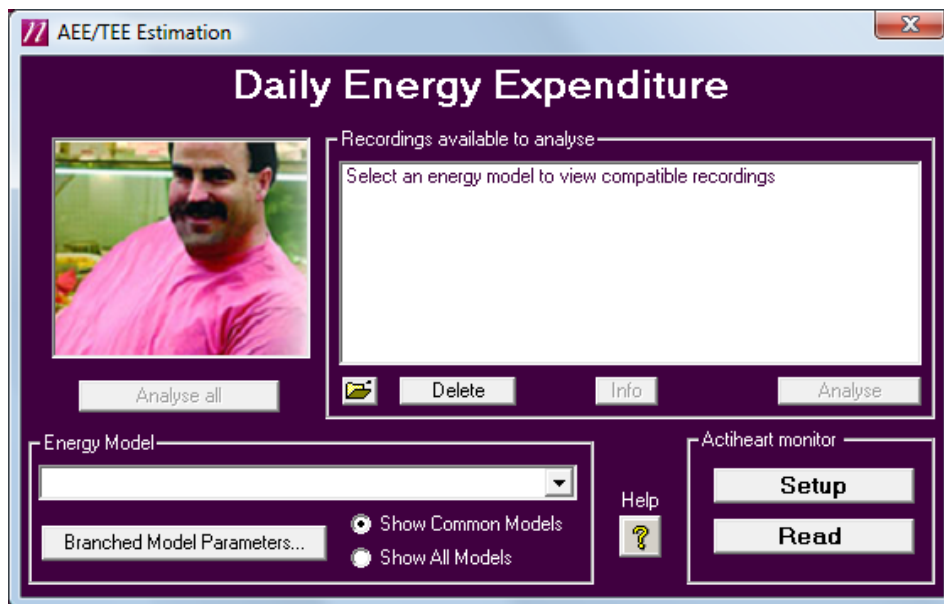 AEE/TEE Estimation
Daily Energy Expenditure
Recordings available to analyse
Select an energy model to view compatible recordings
Analyse all
Delete
Info
Analyse
Energy Model
Branched Model Parameters...
Show Common Models
Show All Models
Help
?
Actiheart monitor
Setup
Read